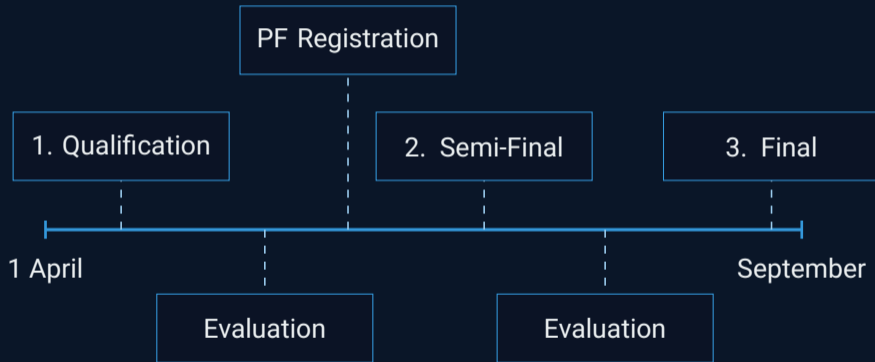 PF Registration
1. Qualification
2. Semi-Final
3. Final
1 April
September
Evaluation
Evaluation